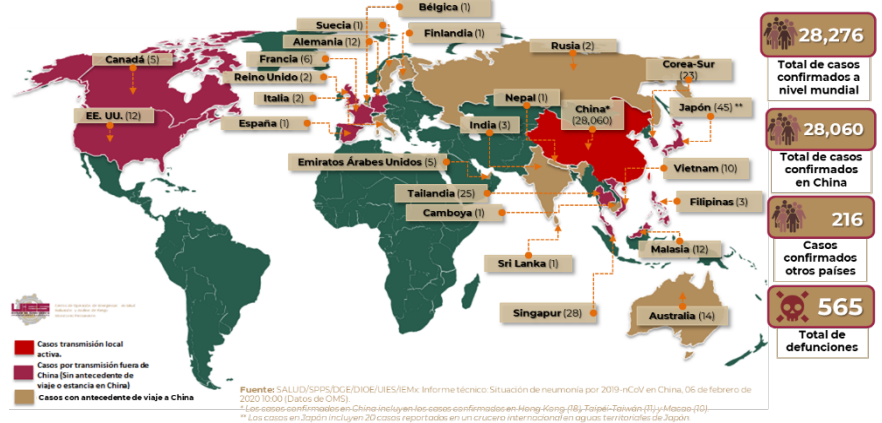 Bélgica (1)
Suecia (1)
Finlandia (1)
Alemania (12)
Rusia (2)
Canadá (5)
Francia (6)
Corea-Sur
(23)
Reino Unido (2)
Nepal (1)
China*
(28,060)
Japón (45) **
Italia (2)
EE. UU. (12)
España (1)
India (3)
Emiratos Árabes Unidos (5)
Vietnam (10)
Tailandia (25)
Filipinas (3)
Camboya (1)
Malasia (12)
Sri Lanka (1)
Singapur (28)
Australia (14)
28,276
Total de casos
confirmados a
nivel mundial
28,060
Total de casos
confirmados
en China
216
Casos
confirmados
otros países
565
Total de
defunciones
Casos transmisión local
activa.
Casos por transmisión fuera de
China (Sin antecedente de
viaje o estancia en China)
Casos con antecedente de viaje a China
Fuente: SALUD/SPPS/DGE/DIOE/UIES/IEMx: Informe técnico: Situación de neumonía por 2019-nCoV en China, 06 de febrero de
2020 10:00 (Datos de OMS).
* Los casos confirmados en China incluyen los casos confirmados en Hong Kong (18), Taipéi-Taiwán (11) y Macao (10).
** Los casos en Japón incluyen 20 casos reportados en un crucero internacional en aguas territoriales de Japón